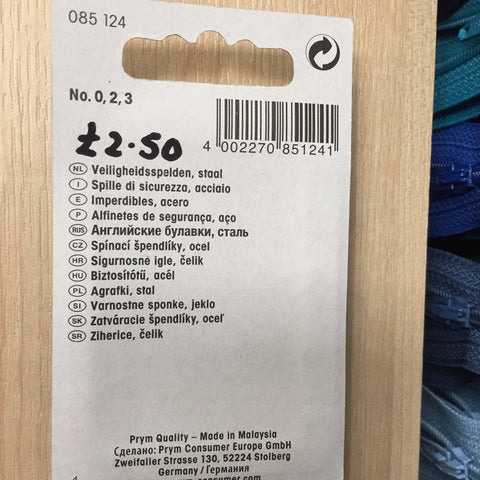 085 124
No. 0, 2, 3
£2.50
4 002270 851241
NL Veiligheidsspelden, staal
I Spille di sicurezza, acciaio
E Imperdibles, acero
P Alfinetes de segurança, aço
RUS Английские булавки, сталь
CZ Spínací špendlíky, ocel
HR Sigurnosne igle, čelik
HU Biztosítótű, acél
PL Agrafki, stal
SI Varnostne sponke, jeklo
SK Zatváracie špendlíky, oceľ
SR Ziherice, čelik
Prym Quality – Made in Malaysia
Сделано: Prym Consumer Europe GmbH
Zweifaller Strasse 130, 52224 Stolberg
Germany / Германия
prym-consumer.com